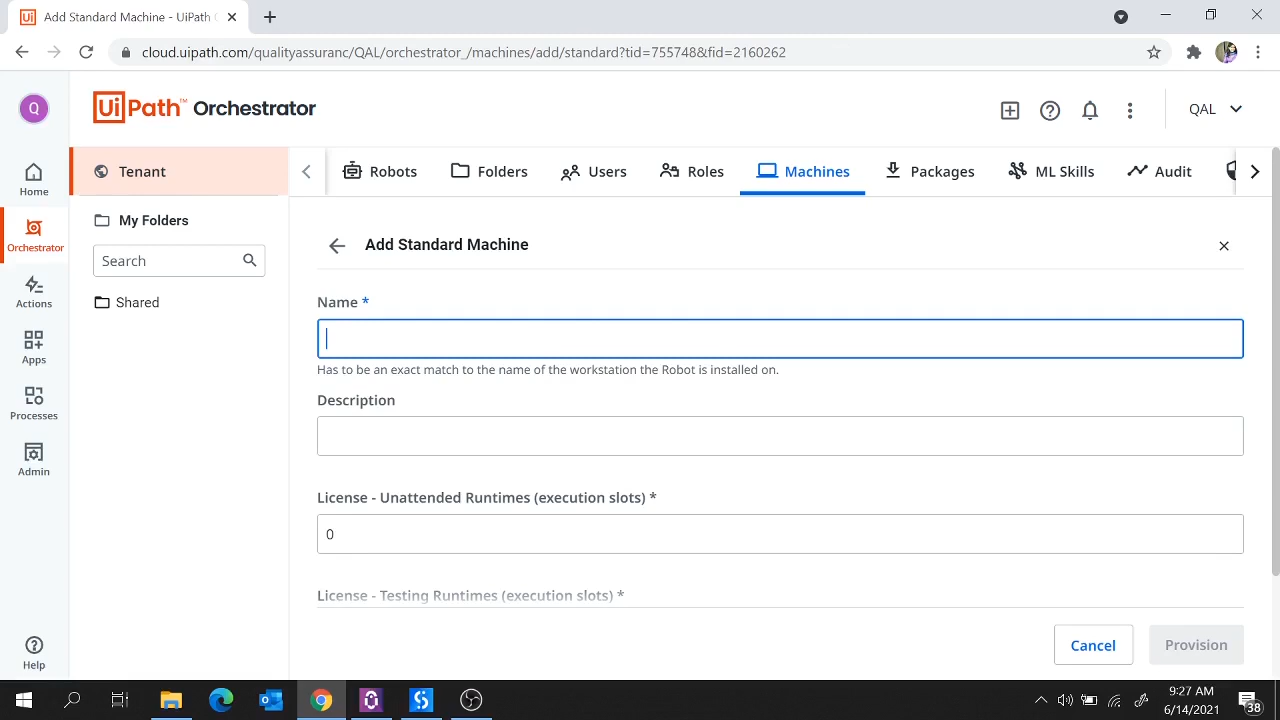 Add Standard Machine - UiPath O
cloud.uipath.com/qualityassuranc/QAL/orchestrator_/machines/add/standard?tid=755748&fid=2160262
Q
UiPath™ Orchestrator
QAL
Home
Orchestrator
Actions
Apps
Processes
Admin
Help
Tenant
My Folders
Search
Shared
Robots
Folders
Users
Roles
Machines
Packages
ML Skills
Audit
Add Standard Machine
Name *
Has to be an exact match to the name of the workstation the Robot is installed on.
Description
License - Unattended Runtimes (execution slots) *
0
License - Testing Runtimes (execution slots) *
Cancel
Provision
9:27 AM
6/14/2021
38